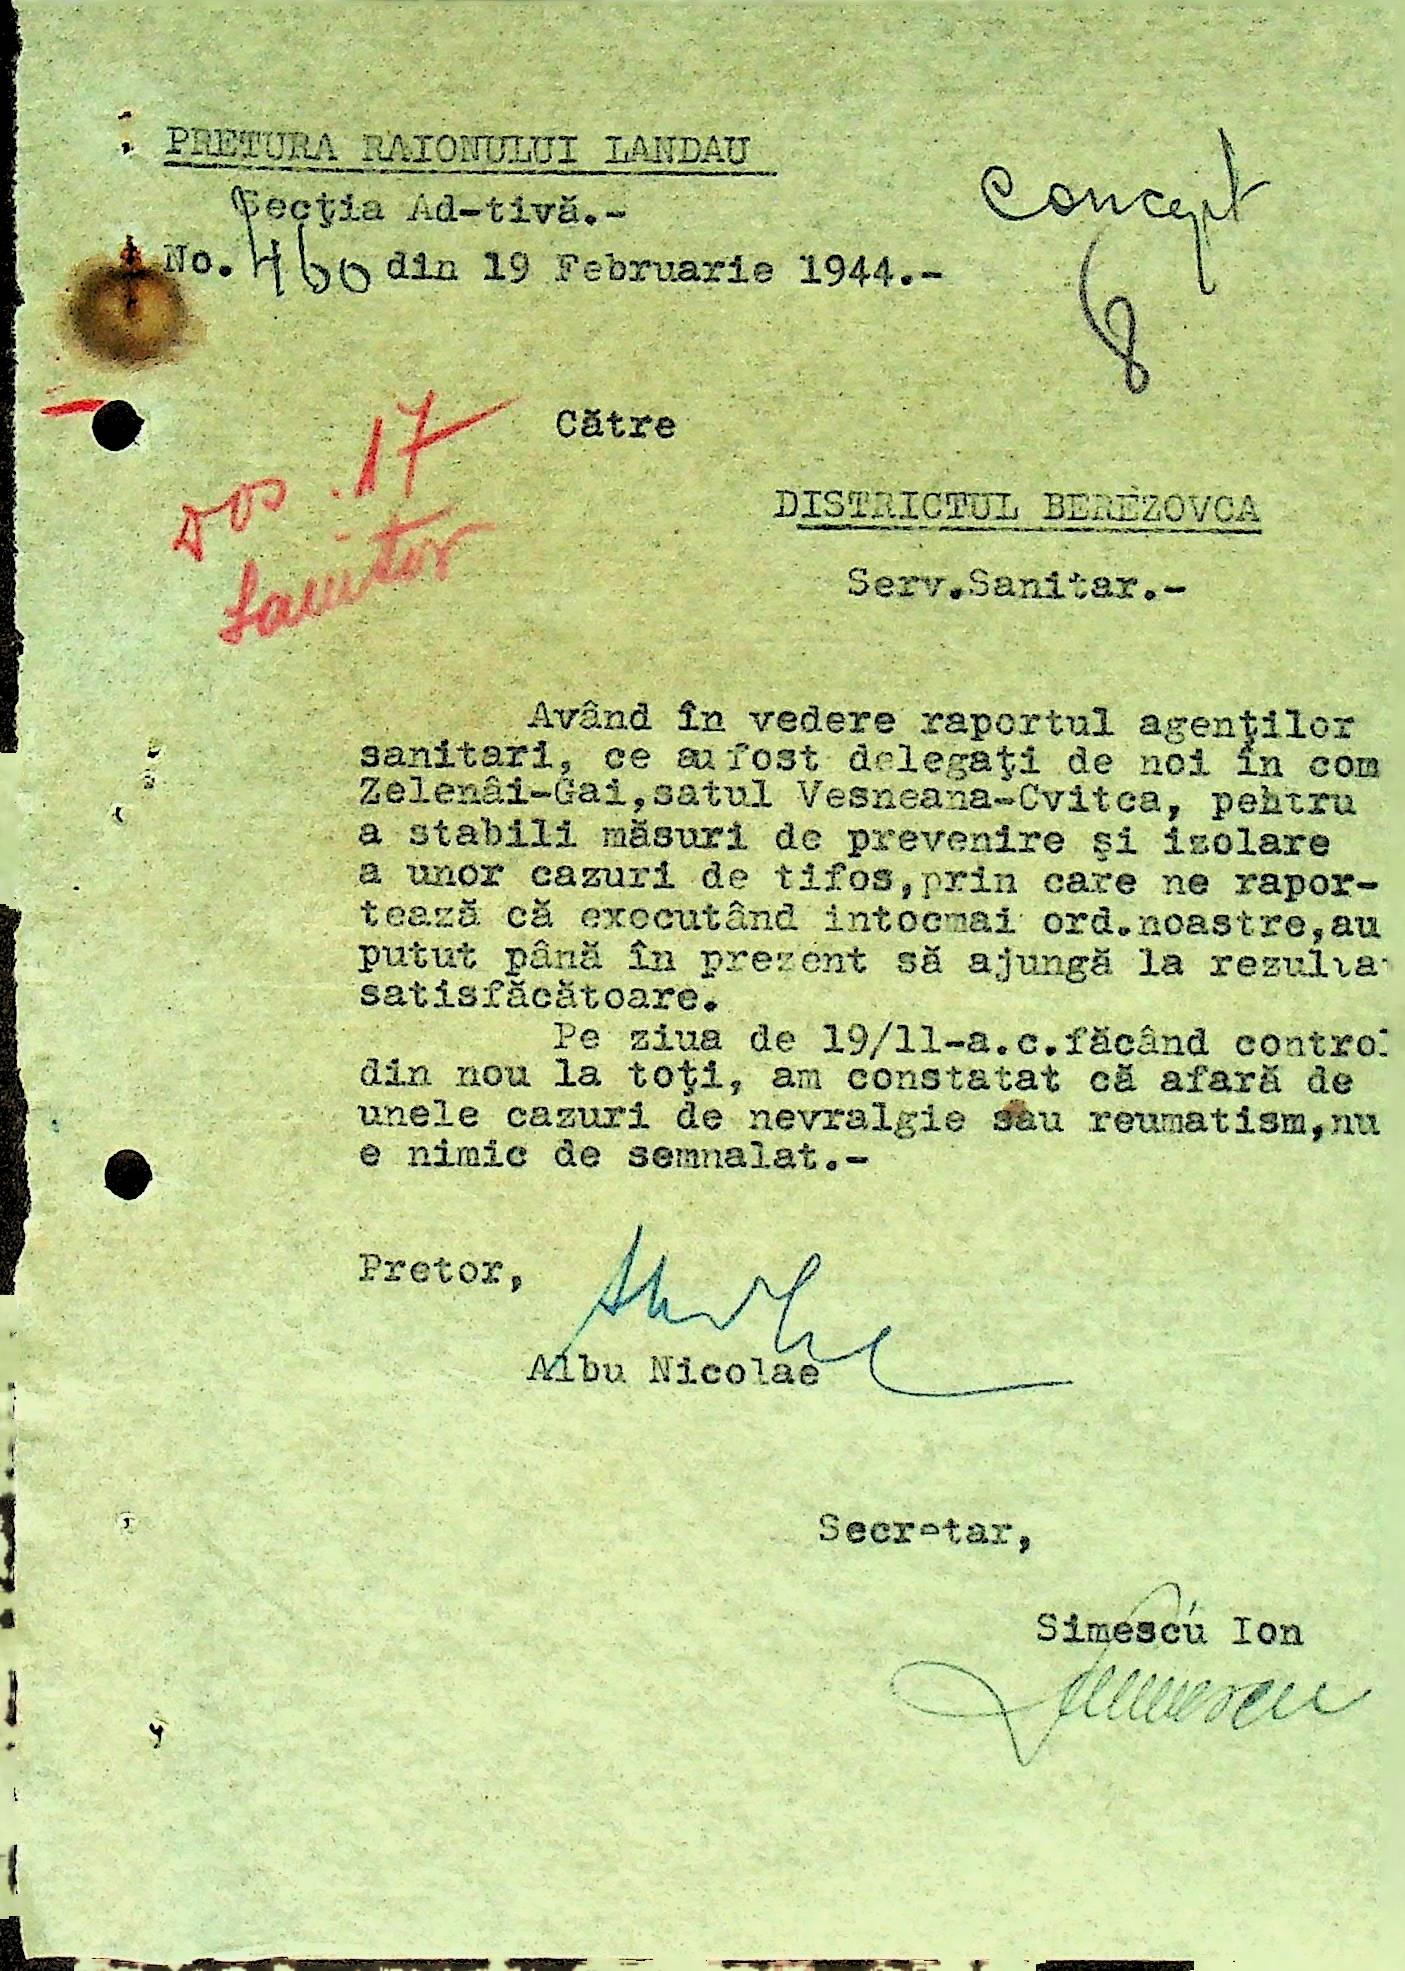 PRETURA RAIONULUI LANDAU
Secţia Ad-tivă.-
No. 460 din 19 Februarie 1944.-
Concept
8
Dos. 17
Sanitar
Către
DISTRICTUL BEREZOVCA
Serv.Sanitar.-
Având în vedere raportul agenţilor
sanitari, ce au fost delegaţi de noi în com
Zelenâi-Gai,satul Vesneana-Cvitca, pehtru
a stabili măsuri de prevenire şi izolare
a unor cazuri de tifos,prin care ne rapor-
tează că executând intocmai ord.noastre,au
putut până în prezent să ajungă la rezulta
satisfăcătoare.
Pe ziua de 19/11-a.c.făcând control
din nou la toţi, am constatat că afară de
unele cazuri de nevralgie sau reumatism,nu
e nimic de semnalat.-
Pretor,
Albu Nicolae
Secretar,
Simescu Ion